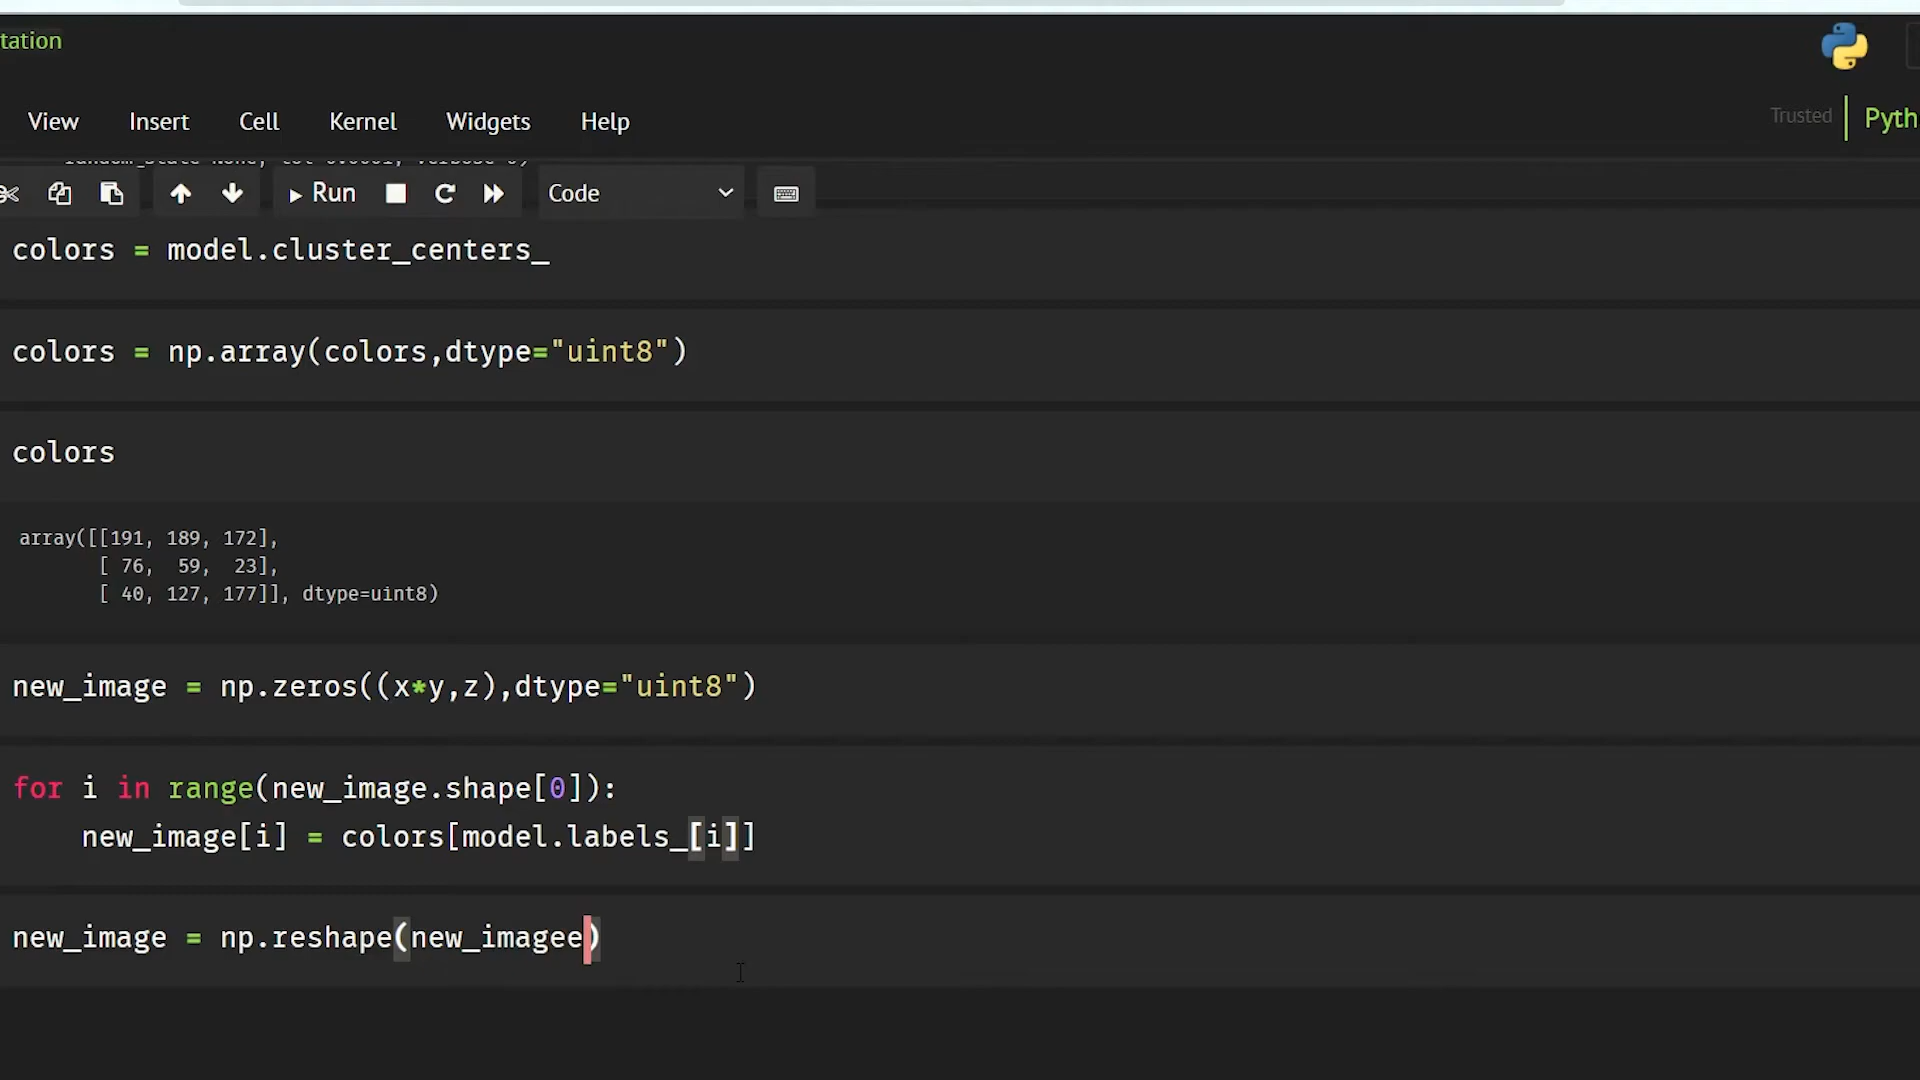 tation
View Insert Cell Kernel Widgets Help
Trusted Pyth
Run Code
colors = model.cluster_centers_
colors = np.array(colors,dtype="uint8")
colors
array([[191, 189, 172],
[ 76, 59, 23],
[ 40, 127, 177]], dtype=uint8)
new_image = np.zeros((x*y,z),dtype="uint8")
for i in range(new_image.shape[0]):
new_image[i] = colors[model.labels_[i]]
new_image = np.reshape(new_imagee)